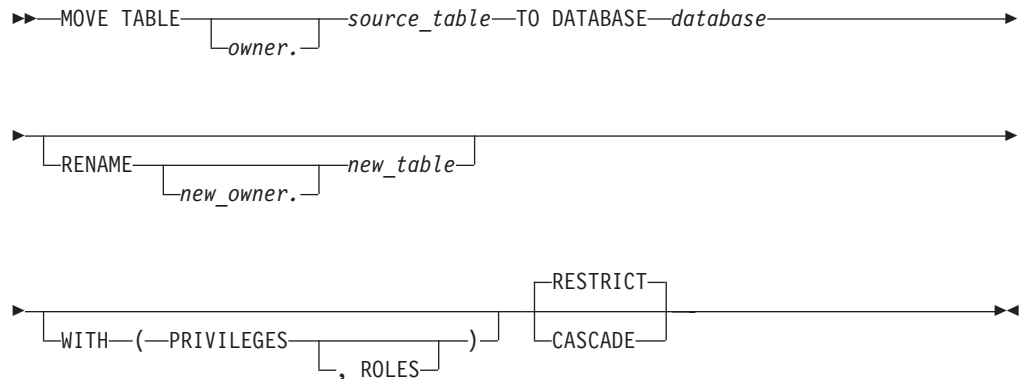 MOVE TABLE owner. source_table TO DATABASE database
RENAME new_owner. new_table
WITH ( PRIVILEGES , ROLES ) RESTRICT CASCADE